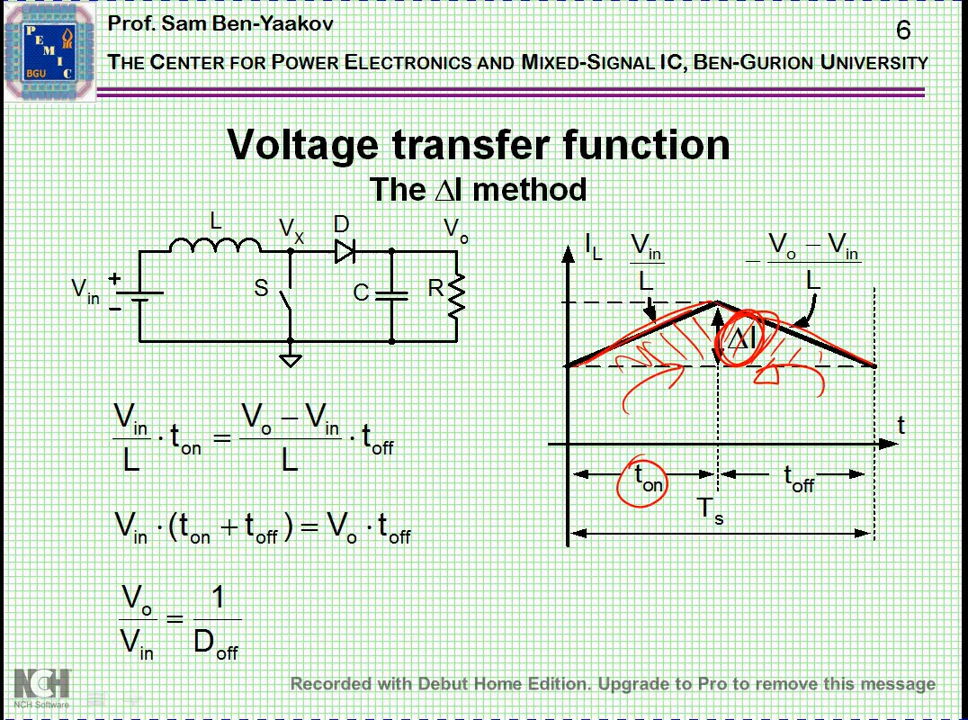 PEMIC
BGU
Prof. Sam Ben-Yaakov
6
THE CENTER FOR POWER ELECTRONICS AND MIXED-SIGNAL IC, BEN-GURION UNIVERSITY
Voltage transfer function
The ΔI method
L
V_X
D
V_o
V_in
+
−
S
C
R
I_L
V_in / L
− (V_o − V_in) / L
ΔI
t
t_on
t_off
T_s
V_in / L · t_on = (V_o − V_in) / L · t_off
V_in · (t_on + t_off) = V_o · t_off
V_o / V_in = 1 / D_off
NCH
NCH Software
Recorded with Debut Home Edition. Upgrade to Pro to remove this message